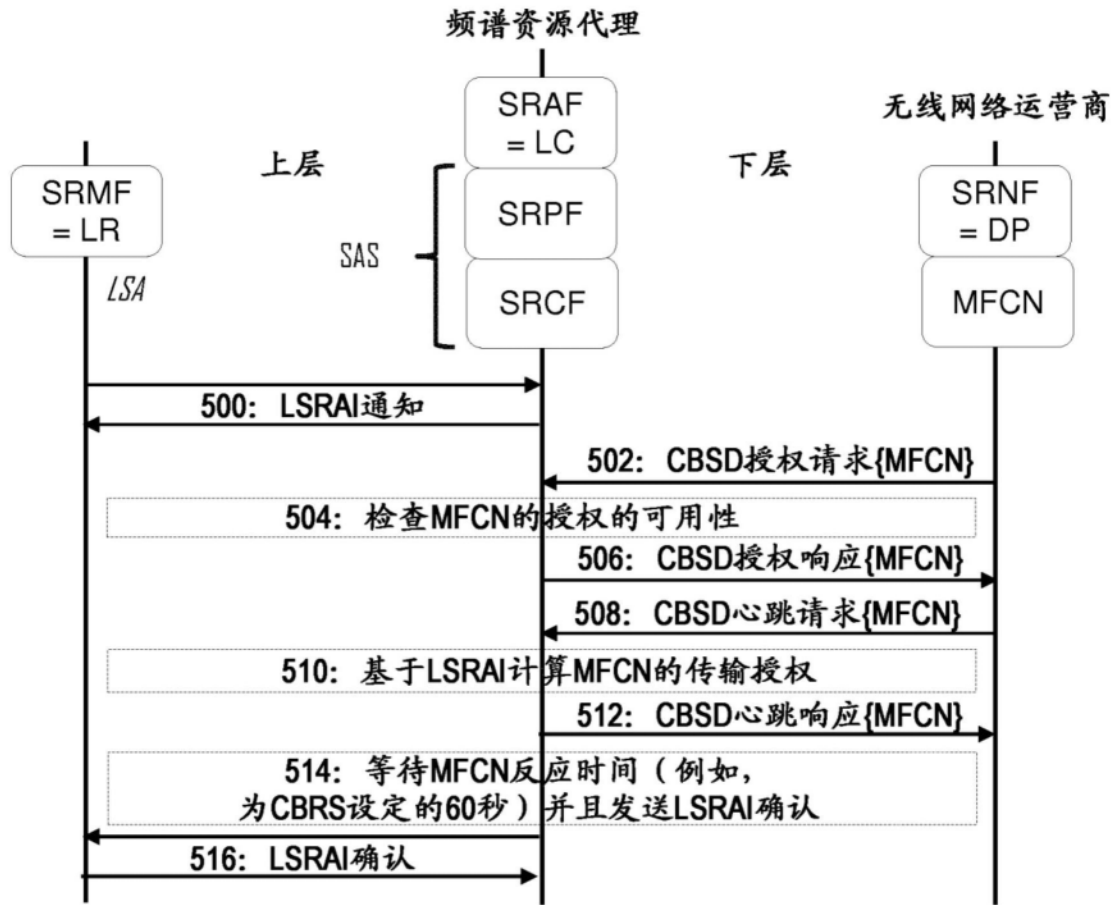 频谱资源代理
SRAF
= LC
无线网络运营商
上层
下层
SRMF
= LR
SRPF
SRNF
= DP
SAS
LSA
SRCF
MFCN
500：LSRAI通知
502：CBSD授权请求{MFCN}
504：检查MFCN的授权的可用性
506：CBSD授权响应{MFCN}
508：CBSD心跳请求{MFCN}
510：基于LSRAI计算MFCN的传输授权
512：CBSD心跳响应{MFCN}
514：等待MFCN反应时间（例如，
为CBRS设定的60秒）并且发送LSRAI确认
516：LSRAI确认